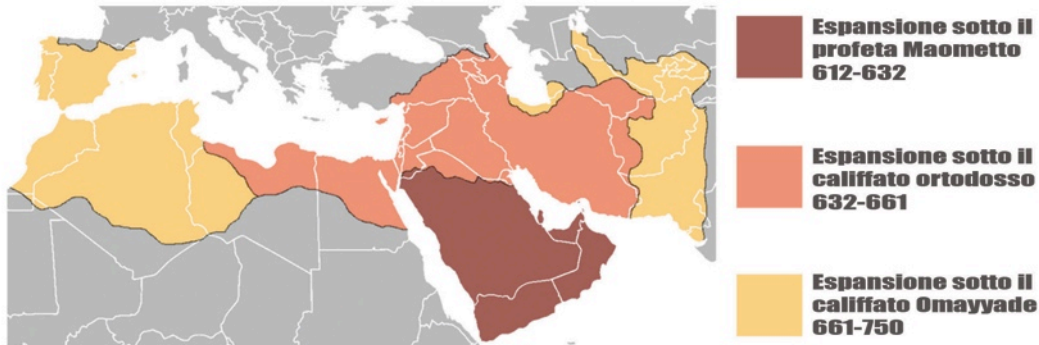 Espansione sotto il
profeta Maometto
612-632
Espansione sotto il
califfato ortodosso
632-661
Espansione sotto il
califfato Omayyade
661-750